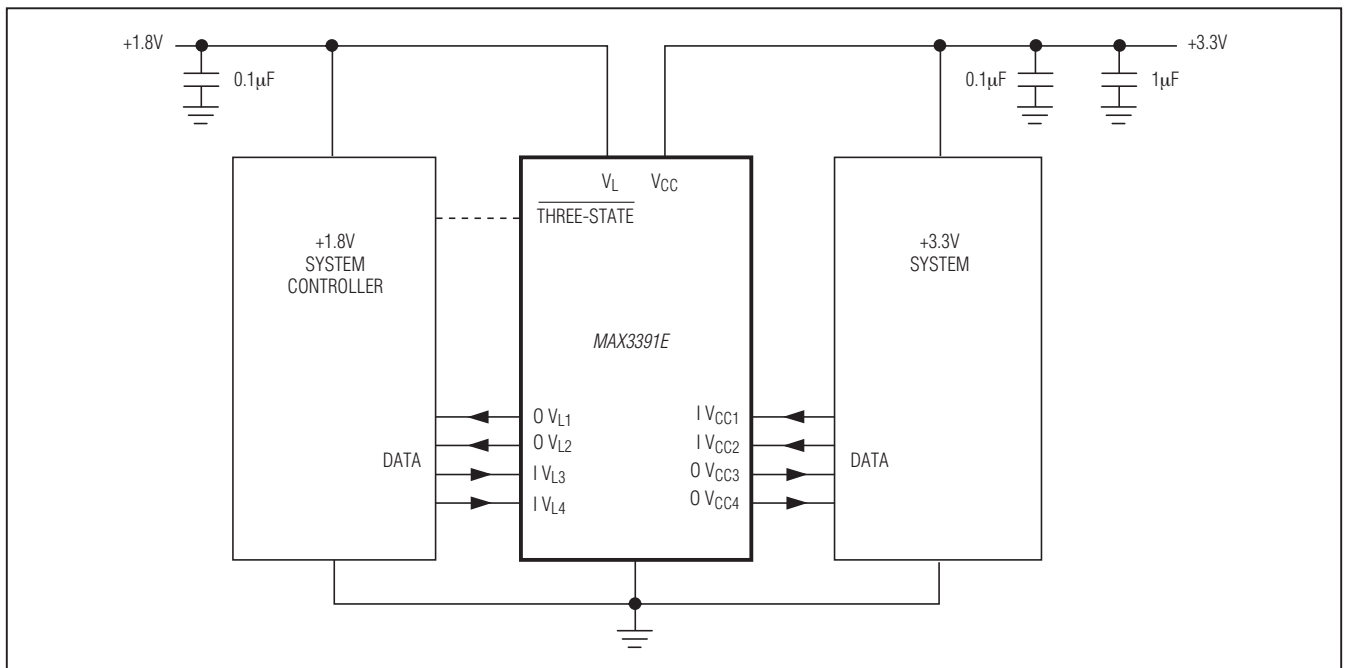 +1.8V
+3.3V
0.1µF
0.1µF
1µF
VL
VCC
THREE-STATE
+1.8V
SYSTEM
CONTROLLER
+3.3V
SYSTEM
MAX3391E
O VL1
O VL2
DATA
I VL3
I VL4
I VCC1
I VCC2
O VCC3
DATA
O VCC4